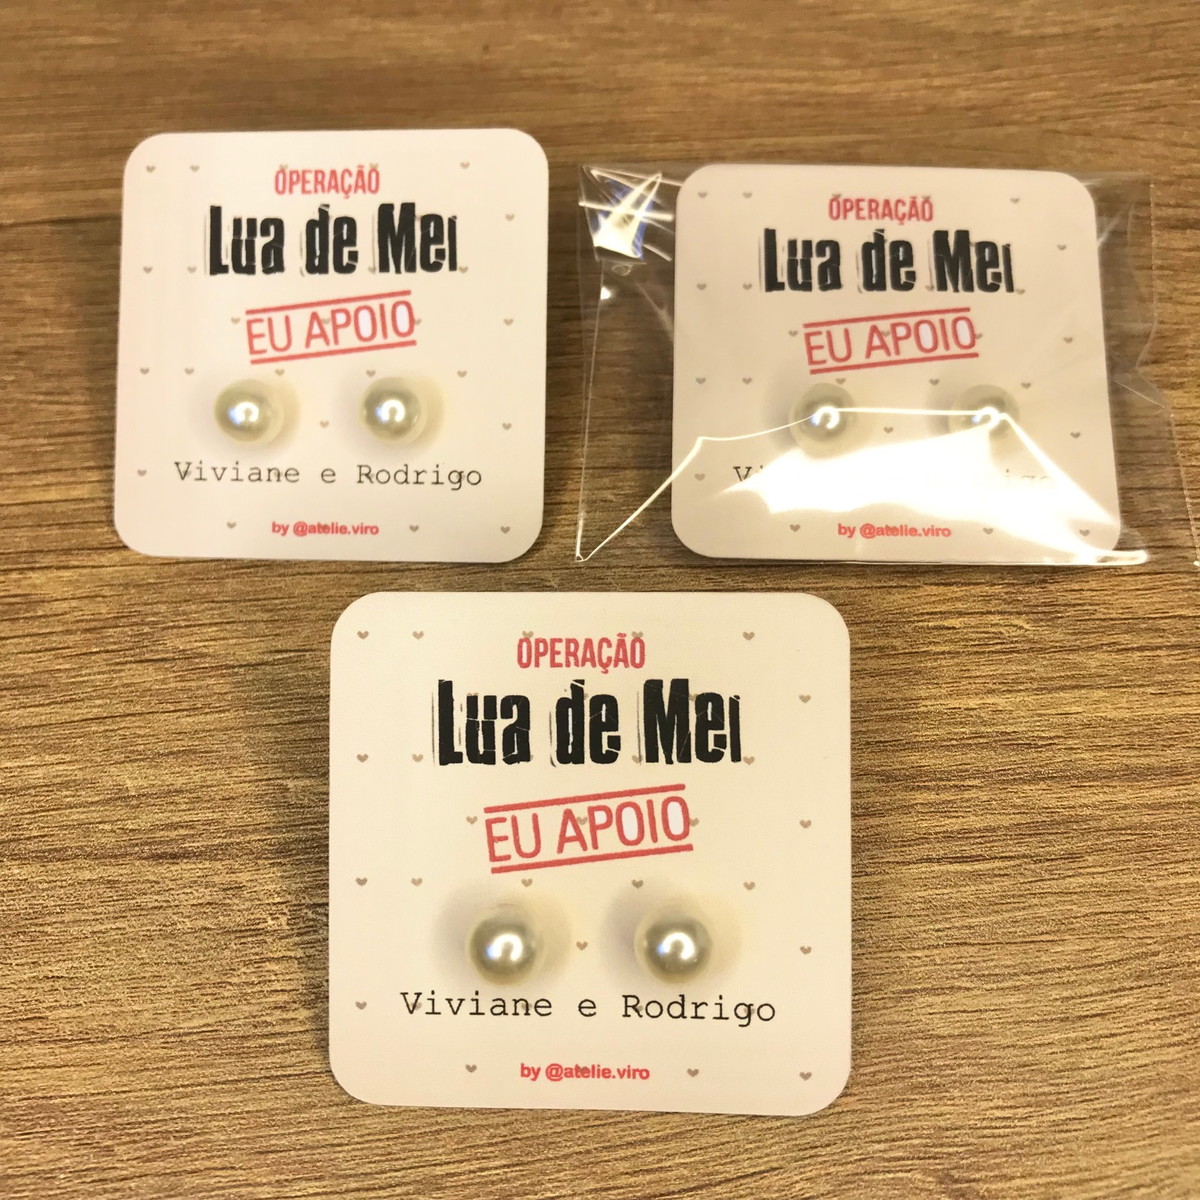 OPERAÇÃO
Lua de Mel
EU APOIO
Viviane e Rodrigo
by @atelie.viro
OPERAÇÃO
Lua de Mel
EU APOIO
by @atelie.viro
OPERAÇÃO
Lua de Mel
EU APOIO
Viviane e Rodrigo
by @atelie.viro